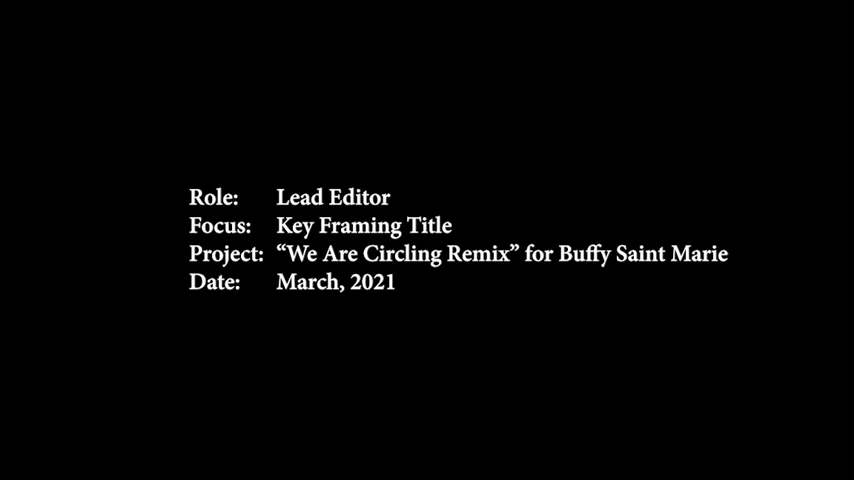 Role: Lead Editor
Focus: Key Framing Title
Project: “We Are Circling Remix” for Buffy Saint Marie
Date: March, 2021